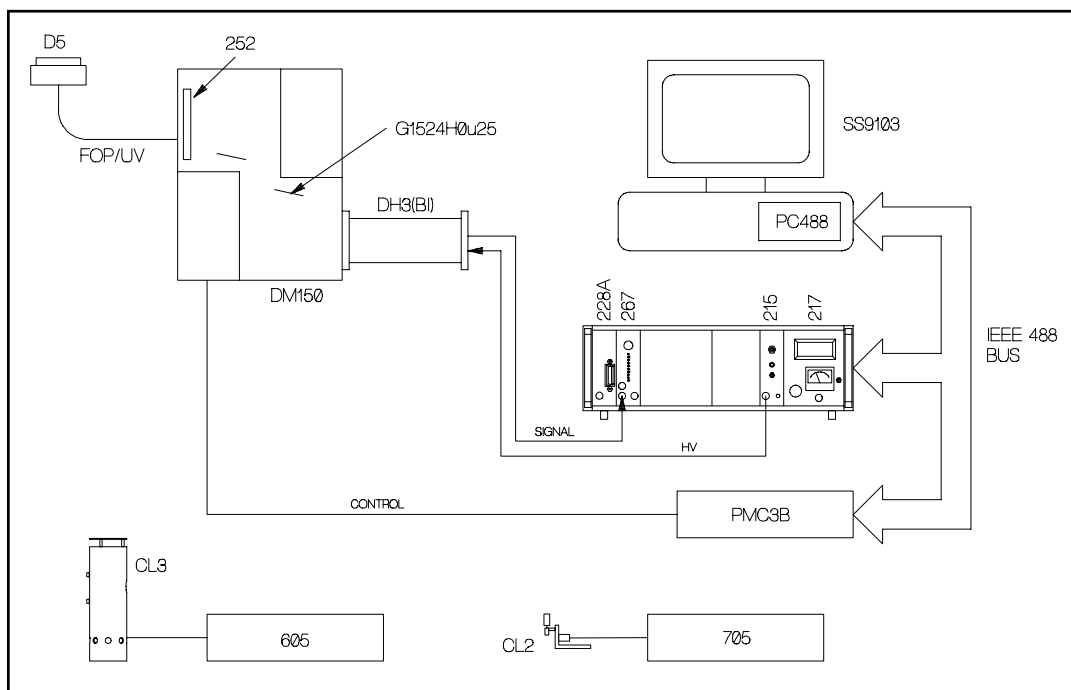 D5
252
G1524H0u25
FOP/UV
DH3(BI)
DM150
SS9103
PC488
228A
267
215
217
IEEE 488
BUS
SIGNAL
HV
CONTROL
PMC3B
CL3
605
CL2
705